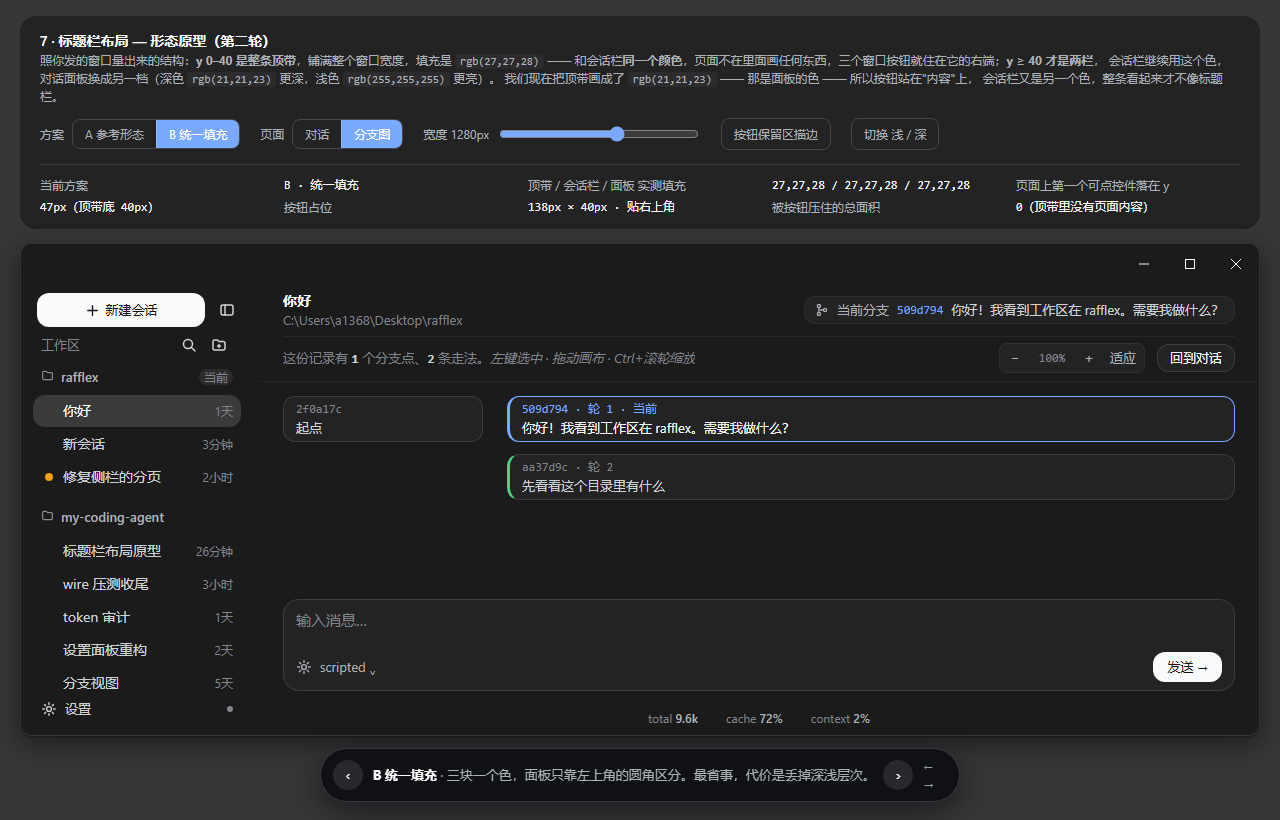 7 · 标题栏布局 — 形态原型（第二轮）
照你发的窗口量出来的结构：y 0–40 是整条顶带，铺满整个窗口宽度，填充是 rgb(27,27,28) —— 和会话栏同一个颜色，页面不在里面画任何东西，三个窗口按钮就住在它的右端；y ≥ 40 才是两栏， 会话栏继续用这个色，
对话面板换成另一档（深色 rgb(21,21,23) 更深，浅色 rgb(255,255,255) 更亮）。 我们现在把顶带画成了 rgb(21,21,23) —— 那是面板的色 —— 所以按钮站在"内容"上， 会话栏又是另一个色，整条看起来才不像标题
栏。
方案 A 参考形态 B 统一填充 页面 对话 分支图 宽度 1280px 按钮保留区描边 切换 浅 / 深
当前方案 B · 统一填充 顶带 / 会话栏 / 面板 实测填充 27,27,28 / 27,27,28 / 27,27,28 页面上第一个可点控件落在 y
47px (顶带底 40px) 按钮占位 138px × 40px · 贴右上角 被按钮压住的总面积 0 (顶带里没有页面内容)
+ 新建会话
你好
C:\Users\a1368\Desktop\rafflex
当前分支 509d794 你好！我看到工作区在 rafflex。需要我做什么？
工作区
这份记录有 1 个分支点、2 条走法。左键选中 · 拖动画布 · Ctrl+滚轮缩放
− 100% + 适应 回到对话
rafflex 当前
你好 1天
新会话 3分钟
修复侧栏的分页 2小时
my-coding-agent
标题栏布局原型 26分钟
wire 压测收尾 3小时
token 审计 1天
设置面板重构 2天
分支视图 5天
设置
2f0a17c
起点
509d794 · 轮 1 · 当前
你好！我看到工作区在 rafflex。需要我做什么？
aa37d9c · 轮 2
先看看这个目录里有什么
输入消息...
scripted 发送 →
total 9.6k cache 72% context 2%
‹ B 统一填充 · 三块一个色，面板只靠左上角的圆角区分。最省事，代价是丢掉深浅层次。 › ← →